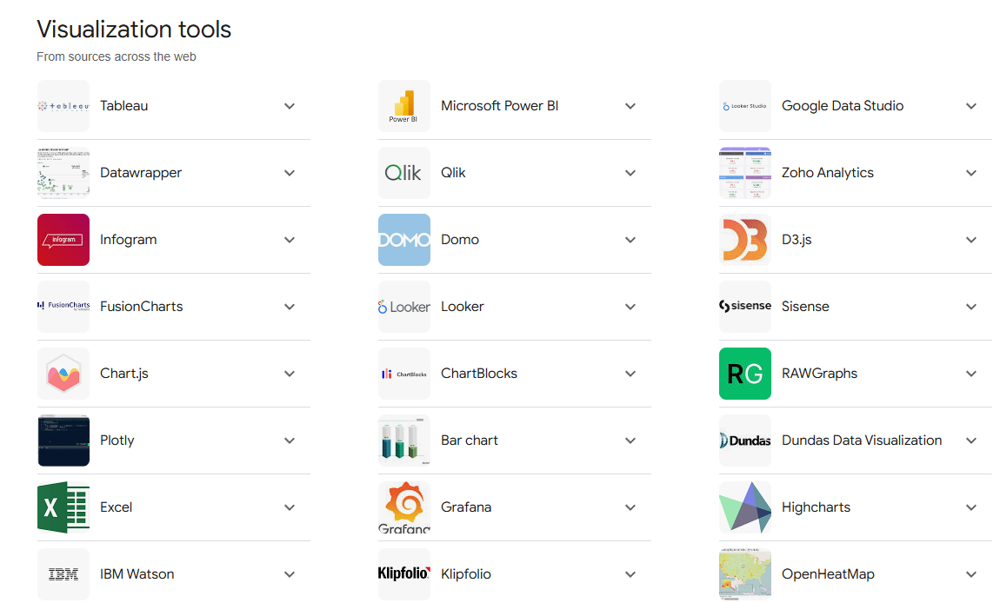 Visualization tools
From sources across the web
tableau
Tableau
Power BI
Microsoft Power BI
Looker Studio
Google Data Studio
Datawrapper
Qlik
Qlik
Zoho Analytics
infogram
Infogram
DOMO
Domo
D3.js
FusionCharts
FusionCharts
Looker
Looker
sisense
Sisense
Chart.js
ChartBlocks
ChartBlocks
RG
RAWGraphs
Plotly
Bar chart
Dundas
Dundas Data Visualization
X
Excel
Grafana
Grafana
Highcharts
IBM
IBM Watson
Klipfolio
Klipfolio
OpenHeatMap